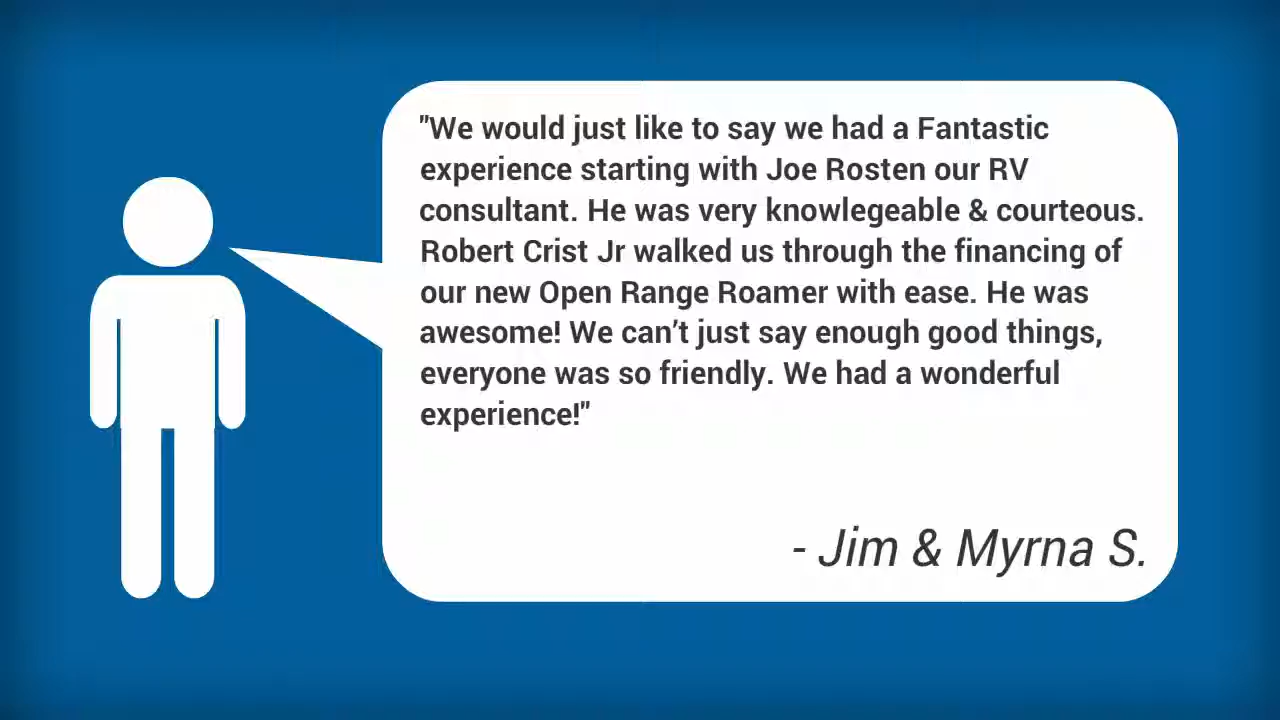 "We would just like to say we had a Fantastic
experience starting with Joe Rosten our RV
consultant. He was very knowlegeable & courteous.
Robert Crist Jr walked us through the financing of
our new Open Range Roamer with ease. He was
awesome! We can't just say enough good things,
everyone was so friendly. We had a wonderful
experience!"
- Jim & Myrna S.